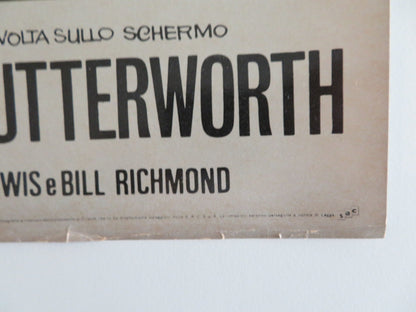 VOLTA SULLO SCHERMO
UTTERWORTH
WIS e BILL RICHMOND